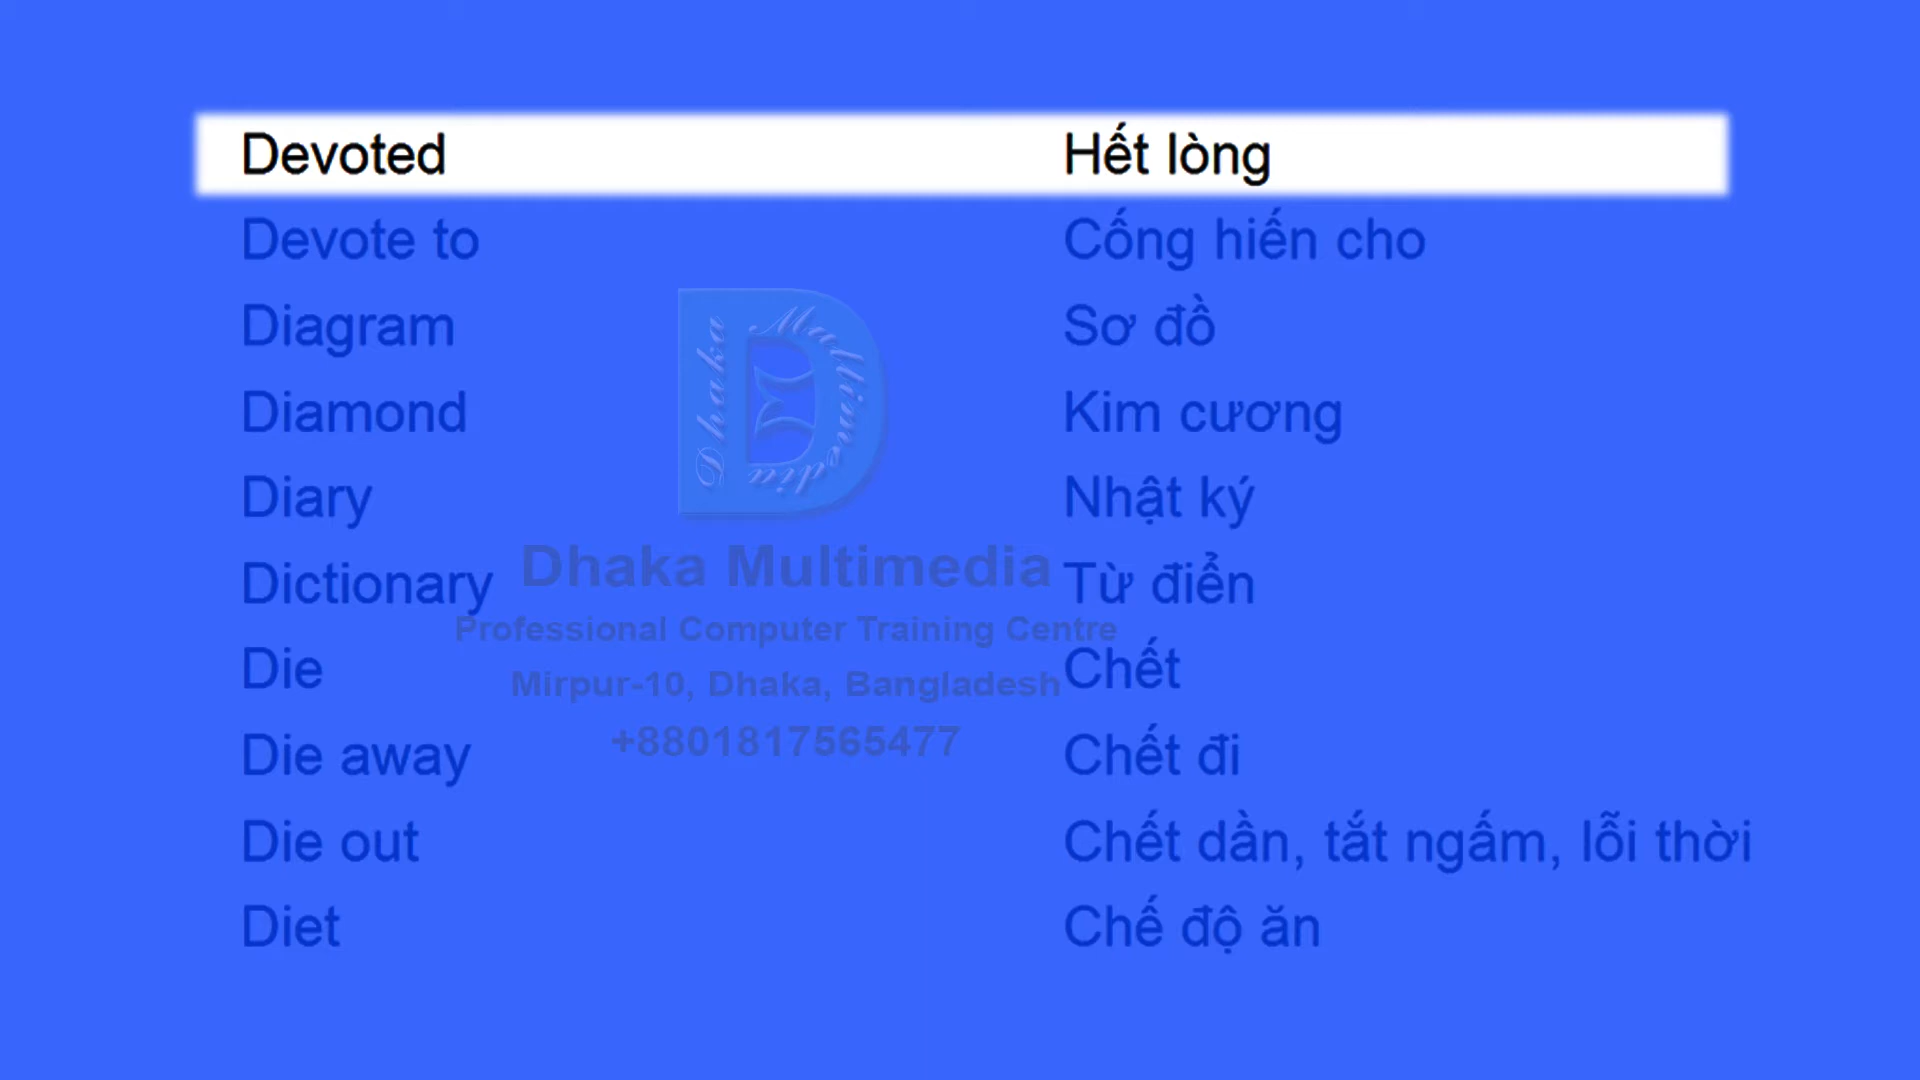 Devoted Hết lòng
Devote to Cống hiến cho
Diagram Sơ đồ
Diamond Kim cương
Diary Nhật ký
Dictionary Từ điển
Die Chết
Die away Chết đi
Die out Chết dần, tắt ngấm, lỗi thời
Diet Chế độ ăn
Dhaka Multimedia
Dhaka Multimedia
Professional Computer Training Centre
Mirpur-10, Dhaka, Bangladesh
+8801817565477